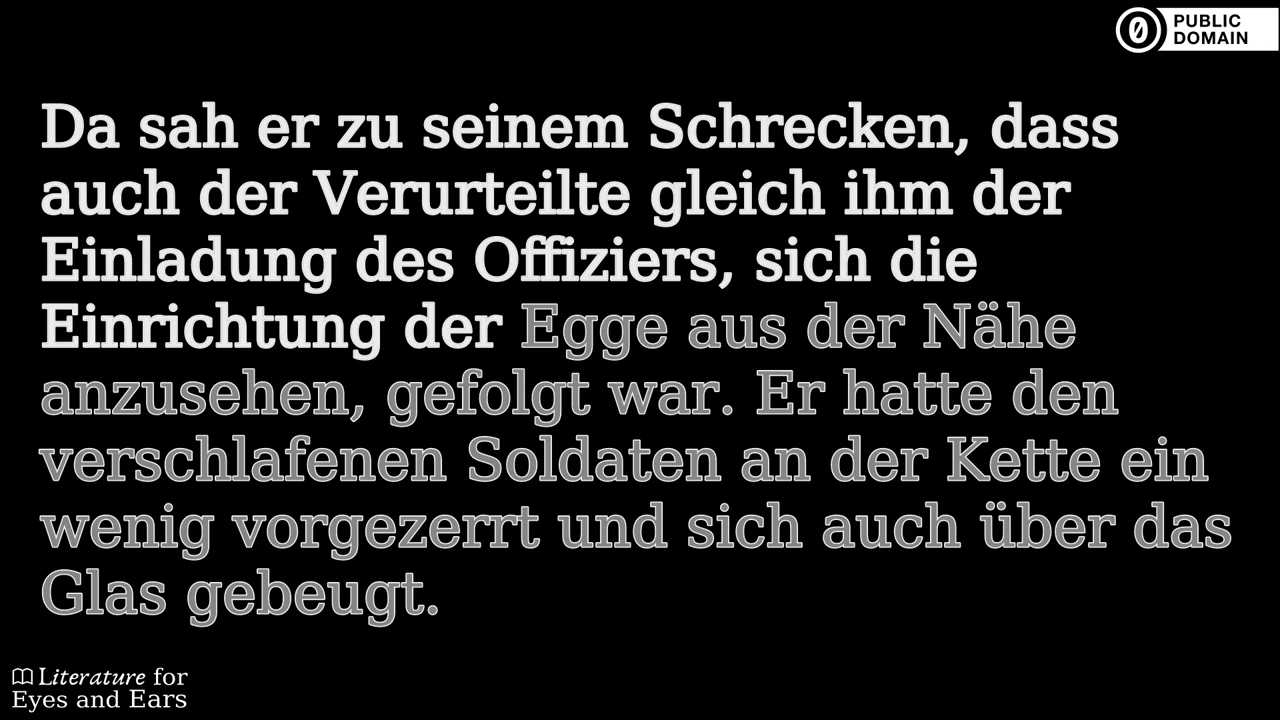 PUBLIC
DOMAIN
Da sah er zu seinem Schrecken, dass
auch der Verurteilte gleich ihm der
Einladung des Offiziers, sich die
Einrichtung der Egge aus der Nähe
anzusehen, gefolgt war. Er hatte den
verschlafenen Soldaten an der Kette ein
wenig vorgezerrt und sich auch über das
Glas gebeugt.
Literature for
Eyes and Ears